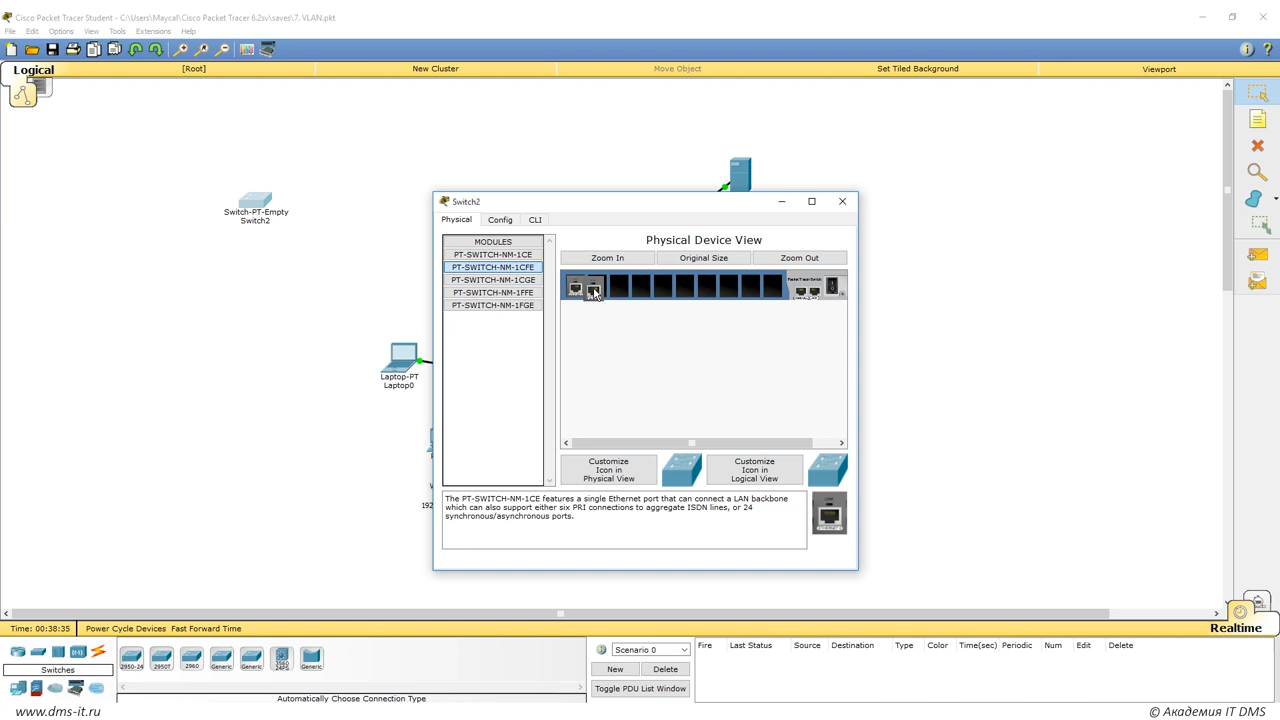 Cisco Packet Tracer Student - C:\Users\Maycal\Cisco Packet Tracer 6.2sv\saves\7. VLAN.pkt
File Edit Options View Tools Extensions Help
Logical [Root] New Cluster Move Object Set Tiled Background Viewport
Switch-PT-Empty
Switch2
Laptop-PT
Laptop0
192
Switch2
Physical Config CLI
MODULES
PT-SWITCH-NM-1CE
PT-SWITCH-NM-1CFE
PT-SWITCH-NM-1CGE
PT-SWITCH-NM-1FFE
PT-SWITCH-NM-1FGE
Physical Device View
Zoom In Original Size Zoom Out
Customize
Icon in
Physical View
Customize
Icon in
Logical View
The PT-SWITCH-NM-1CE features a single Ethernet port that can connect a LAN backbone
which can also support either six PRI connections to aggregate ISDN lines, or 24
synchronous/asynchronous ports.
Time: 00:38:35 Power Cycle Devices Fast Forward Time Realtime
Switches
2950-24 2950T 2960 Generic Generic Generic
Automatically Choose Connection Type
Scenario 0
New Delete
Toggle PDU List Window
Fire Last Status Source Destination Type Color Time(sec) Periodic Num Edit Delete
www.dms-it.ru
© Академия IT DMS